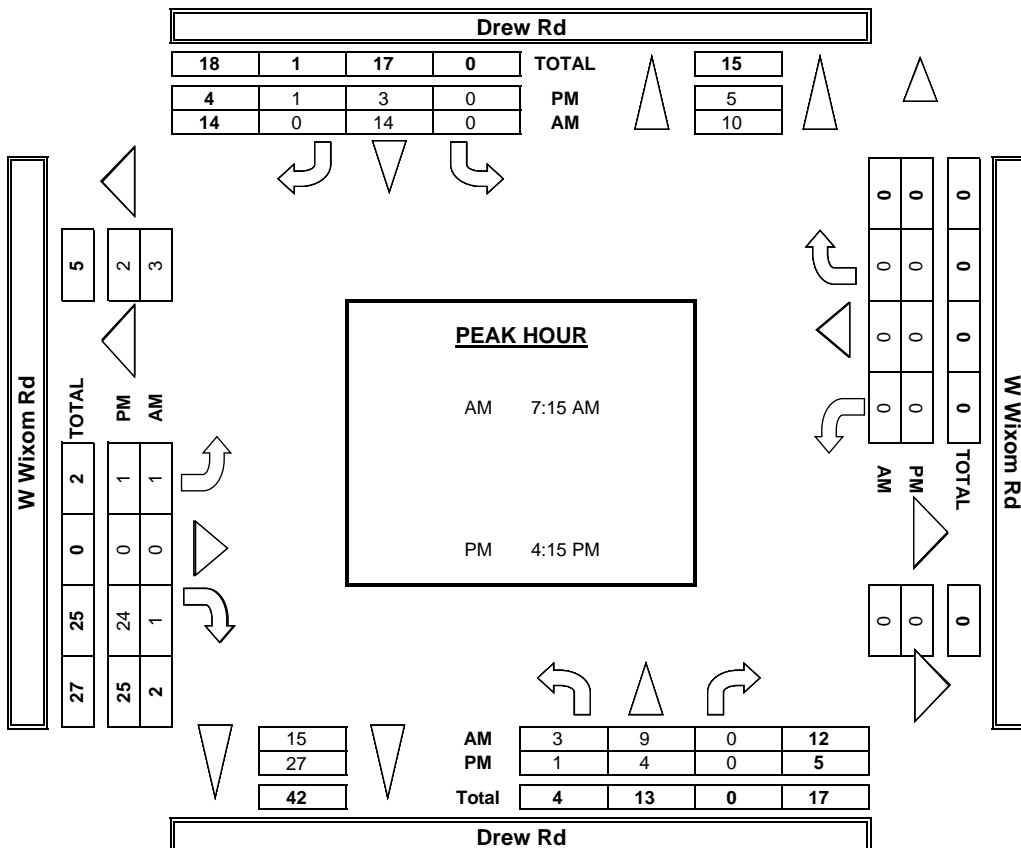 Drew Rd
18 1 17 0 TOTAL 15
4 1 3 0 PM 5
14 0 14 0 AM 10
W Wixom Rd
5 2 3
TOTAL PM AM
2 1 1
0 0 0
25 24 1
27 25 2
PEAK HOUR
AM 7:15 AM
PM 4:15 PM
0 0 0
0 0 0
0 0 0
0 0 0
AM PM TOTAL
0 0 0
W Wixom Rd
15 AM 3 9 0 12
27 PM 1 4 0 5
42 Total 4 13 0 17
Drew Rd